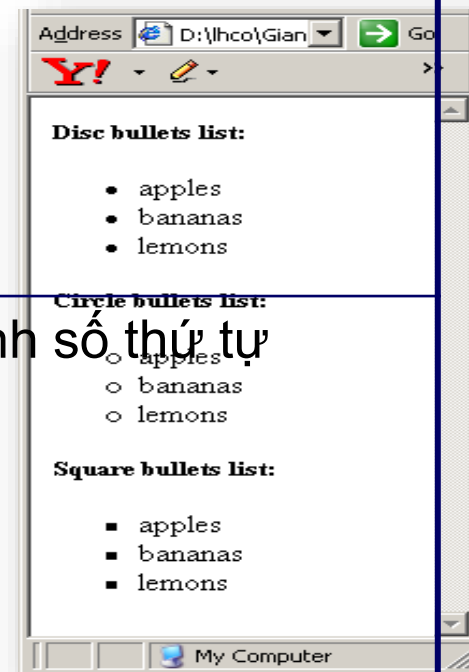 Address D:\lhco\Gian Go
Y!
Disc bullets list:
apples
bananas
lemons
Circle bullets list:
nh số thứ tự
apples
bananas
lemons
Square bullets list:
apples
bananas
lemons
My Computer